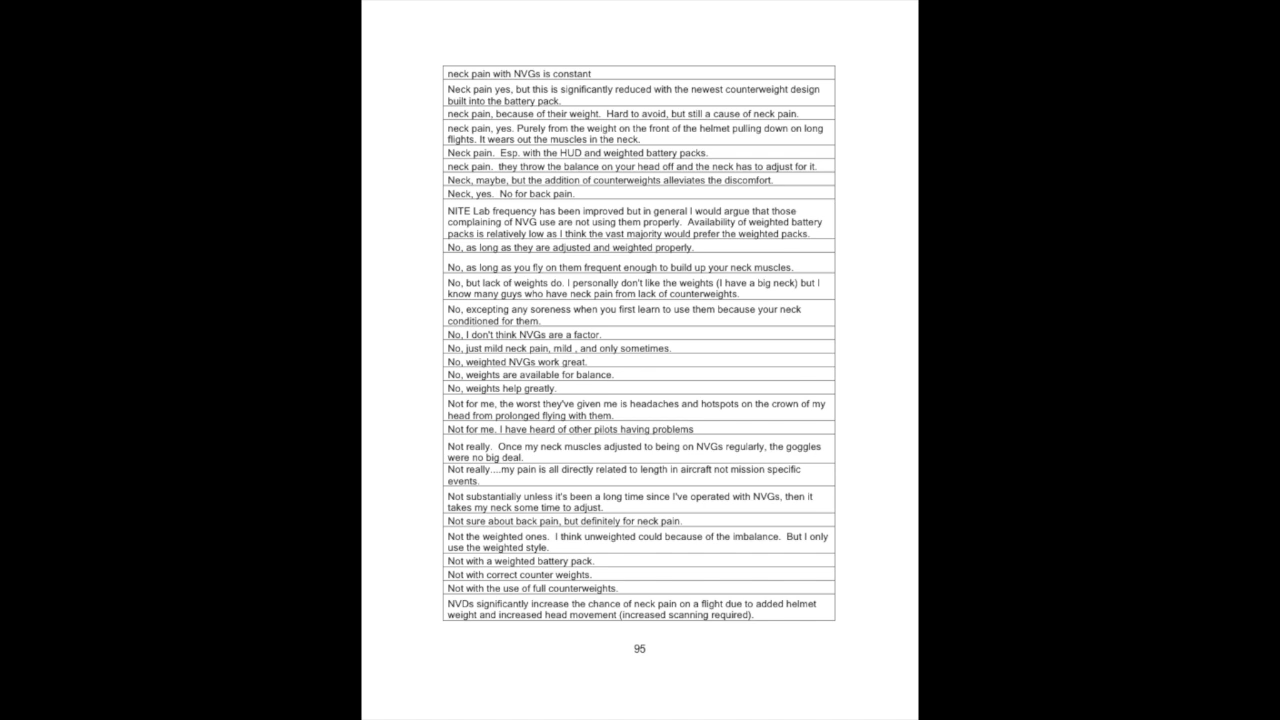 neck pain with NVGs is constant
Neck pain yes, but this is significantly reduced with the newest counterweight design
built into the battery pack.
neck pain, because of their weight.  Hard to avoid, but still a cause of neck pain.
neck pain, yes. Purely from the weight on the front of the helmet pulling down on long
flights. It wears out the muscles in the neck.
Neck pain.  Esp. with the HUD and weighted battery packs.
neck pain.  they throw the balance on your head off and the neck has to adjust for it.
Neck, maybe, but the addition of counterweights alleviates the discomfort.
Neck, yes.  No for back pain.
NITE Lab frequency has been improved but in general I would argue that those
complaining of NVG use are not using them properly.  Availability of weighted battery
packs is relatively low as I think the vast majority would prefer the weighted packs.
No, as long as they are adjusted and weighted properly.
No, as long as you fly on them frequent enough to build up your neck muscles.
No, but lack of weights do. I personally don't like the weights (I have a big neck) but I
know many guys who have neck pain from lack of counterweights.
No, excepting any soreness when you first learn to use them because your neck
conditioned for them.
No, I don't think NVGs are a factor.
No, just mild neck pain, mild , and only sometimes.
No, weighted NVGs work great.
No, weights are available for balance.
No, weights help greatly.
Not for me, the worst they've given me is headaches and hotspots on the crown of my
head from prolonged flying with them.
Not for me. I have heard of other pilots having problems
Not really.  Once my neck muscles adjusted to being on NVGs regularly, the goggles
were no big deal.
Not really....my pain is all directly related to length in aircraft not mission specific
events.
Not substantially unless it's been a long time since I've operated with NVGs, then it
takes my neck some time to adjust.
Not sure about back pain, but definitely for neck pain.
Not the weighted ones.  I think unweighted could because of the imbalance.  But I only
use the weighted style.
Not with a weighted battery pack.
Not with correct counter weights.
Not with the use of full counterweights.
NVDs significantly increase the chance of neck pain on a flight due to added helmet
weight and increased head movement (increased scanning required).
95